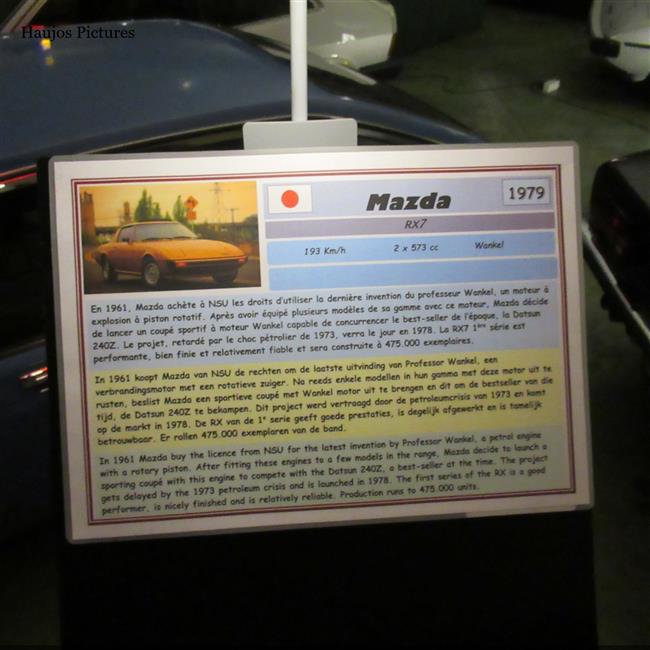 Haujos Pictures
Mazda
1979
RX7
193 Km/h 2 x 573 cc Wankel
En 1961, Mazda achète à NSU les droits d'utiliser la dernière invention du professeur Wankel, un moteur à
explosion à piston rotatif. Après avoir équipé plusieurs modèles de sa gamme avec ce moteur, Mazda décide
de lancer un coupé sportif à moteur Wankel capable de concurrencer le best-seller de l'époque, la Datsun
240Z. Le projet, retardé par le choc pétrolier de 1973, verra le jour en 1978. La RX7 1ère série est
performante, bien finie et relativement fiable et sera construite à 475.000 exemplaires.
In 1961 koopt Mazda van NSU de rechten om de laatste uitvinding van Professor Wankel, een
verbrandingsmotor met een rotatieve zuiger. Na reeds enkele modellen in hun gamma met deze motor uit te
rusten, beslist Mazda een sportieve coupé met Wankel motor uit te brengen en dit om de bestseller van die
tijd, de Datsun 240Z te bekampen. Dit project werd vertraagd door de petroleumcrisis van 1973 en komt
op de markt in 1978. De RX van de 1e serie geeft goede prestaties, is degelijk afgewerkt en is tamelijk
betrouwbaar. Er rollen 475.000 exemplaren van de band.
In 1961 Mazda buy the licence from NSU for the latest invention by Professor Wankel, a petrol engine
with a rotary piston. After fitting these engines to a few models in the range, Mazda decide to launch a
sporting coupé with this engine to compete with the Datsun 240Z, a best-seller at the time. The project
gets delayed by the 1973 petroleum crisis and is launched in 1978. The first series of the RX is a good
performer, is nicely finished and is relatively reliable. Production runs to 475.000 units.